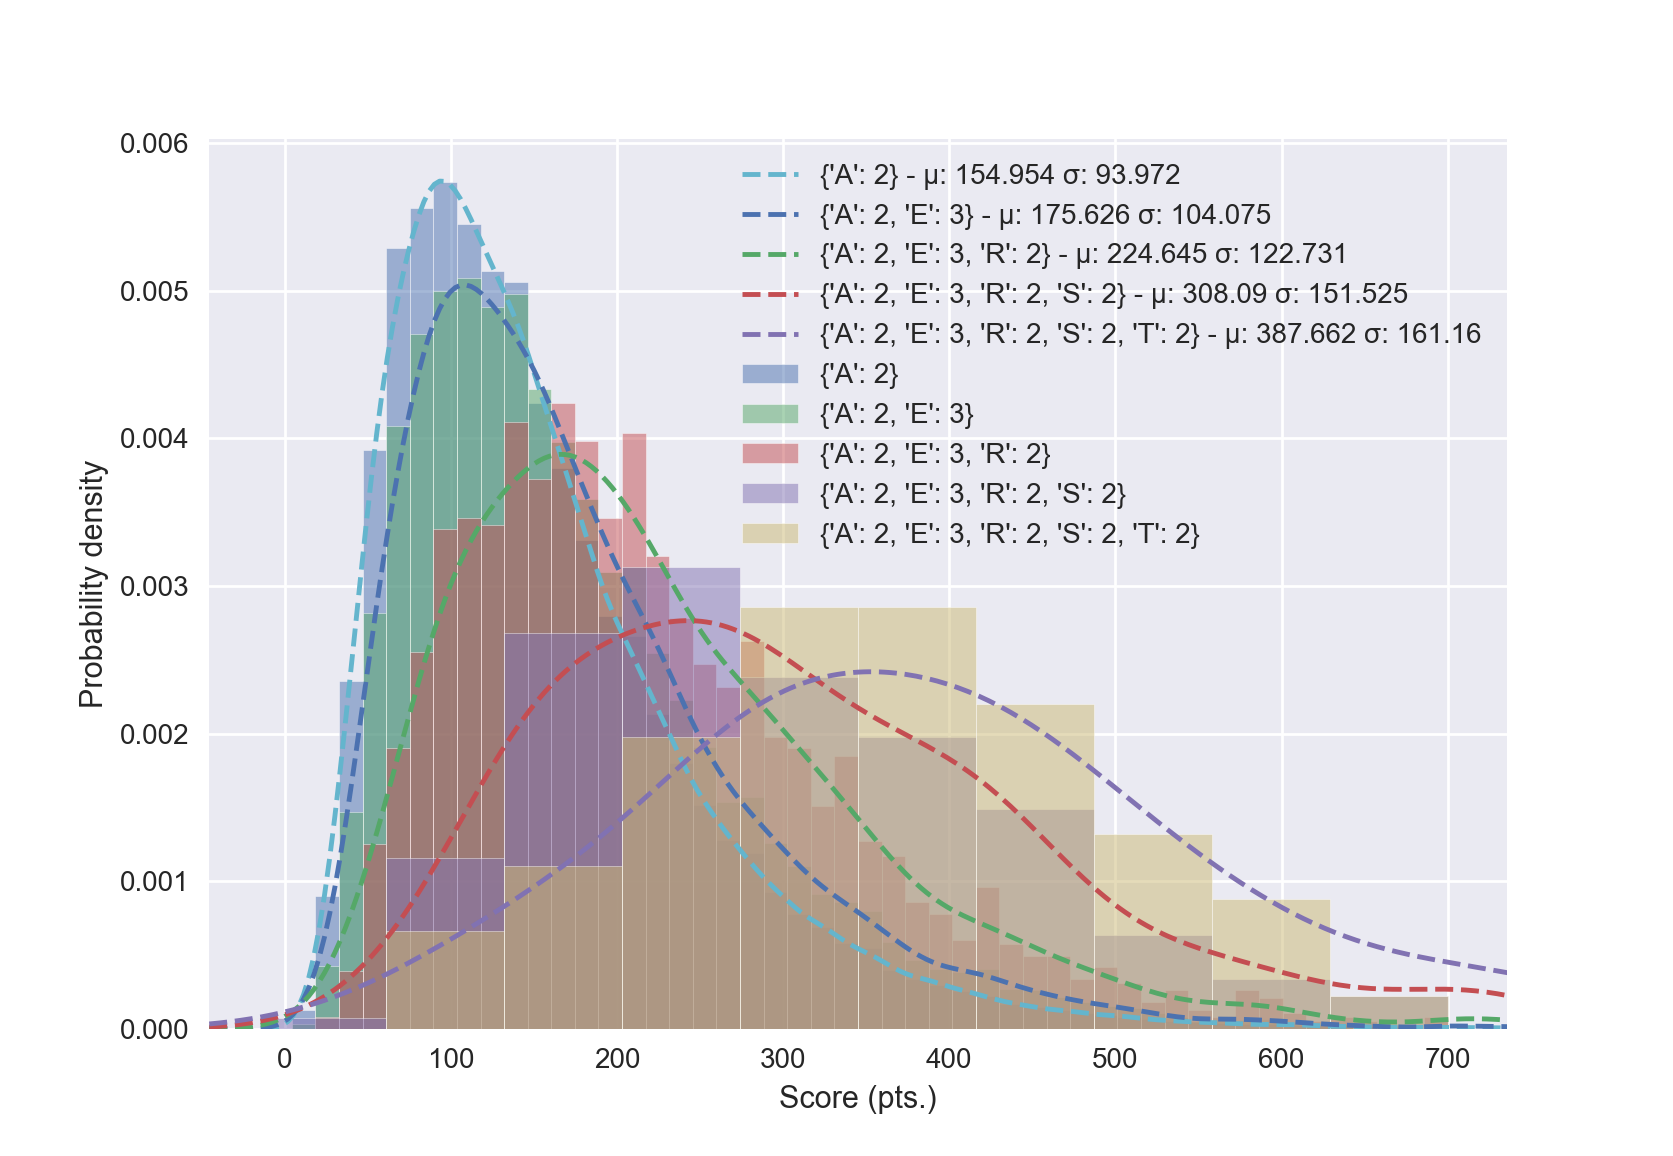 0.006
0.005
0.004
0.003
0.002
0.001
0.000
Probability density
{'A': 2} - μ: 154.954 σ: 93.972
{'A': 2, 'E': 3} - μ: 175.626 σ: 104.075
{'A': 2, 'E': 3, 'R': 2} - μ: 224.645 σ: 122.731
{'A': 2, 'E': 3, 'R': 2, 'S': 2} - μ: 308.09 σ: 151.525
{'A': 2, 'E': 3, 'R': 2, 'S': 2, 'T': 2} - μ: 387.662 σ: 161.16
{'A': 2}
{'A': 2, 'E': 3}
{'A': 2, 'E': 3, 'R': 2}
{'A': 2, 'E': 3, 'R': 2, 'S': 2}
{'A': 2, 'E': 3, 'R': 2, 'S': 2, 'T': 2}
0 100 200 300 400 500 600 700
Score (pts.)